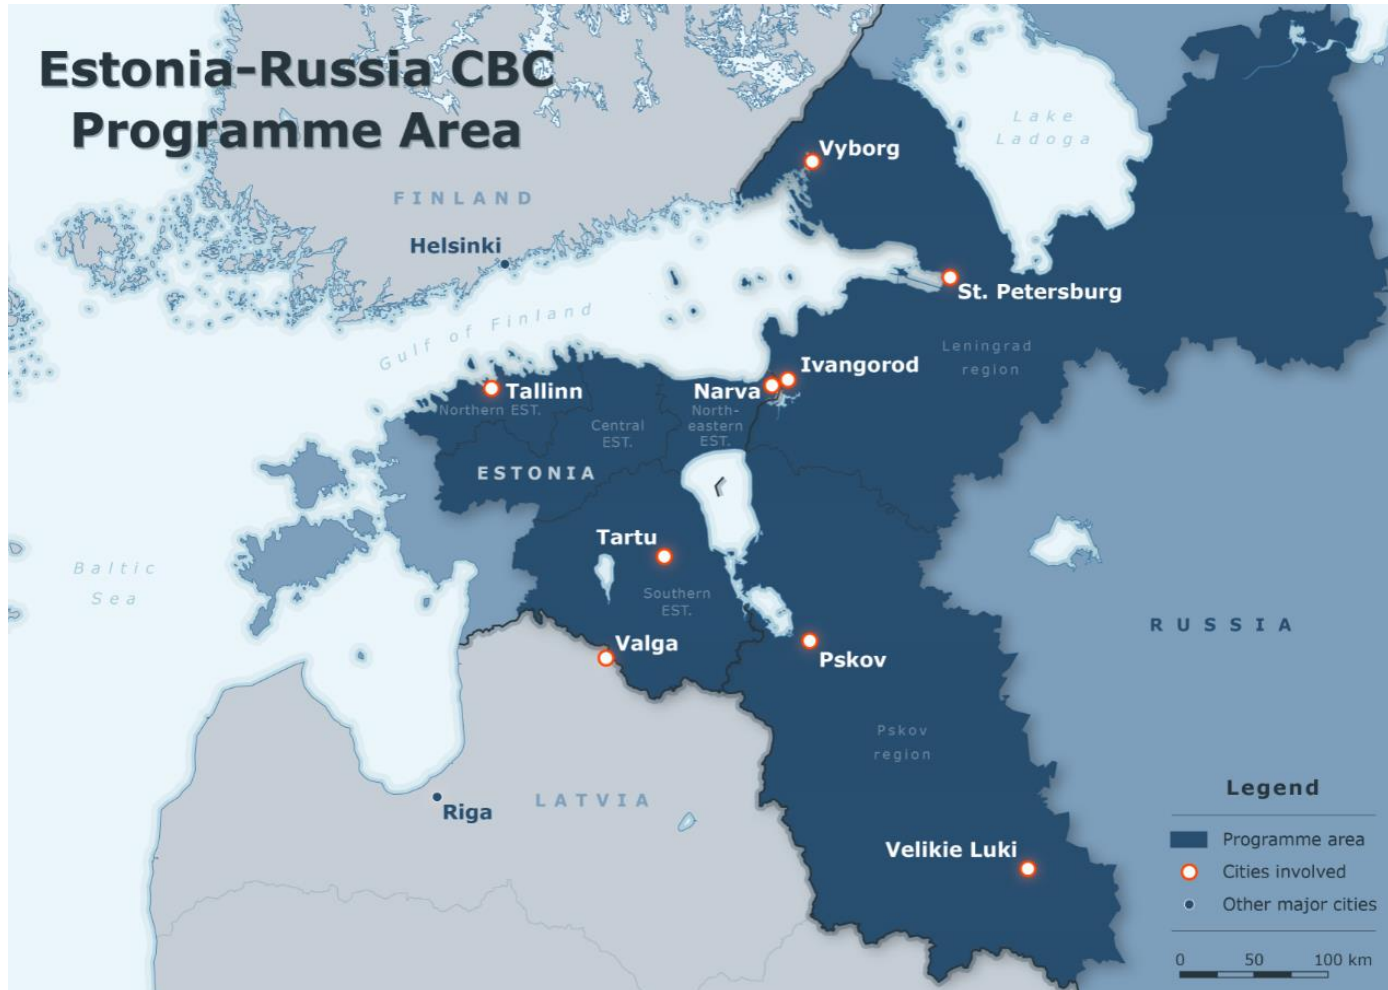 Estonia-Russia CBC
Programme Area
FINLAND
Helsinki
Gulf of Finland
Vyborg
Lake
Ladoga
St. Petersburg
Leningrad
region
Ivangorod
Narva
North-
eastern
EST.
Tallinn
Northern EST.
Central
EST.
ESTONIA
Tartu
Southern
EST.
Baltic
Sea
Valga
Pskov
RUSSIA
Pskov
region
LATVIA
Riga
Velikie Luki
Legend
Programme area
Cities involved
Other major cities
0 50 100 km